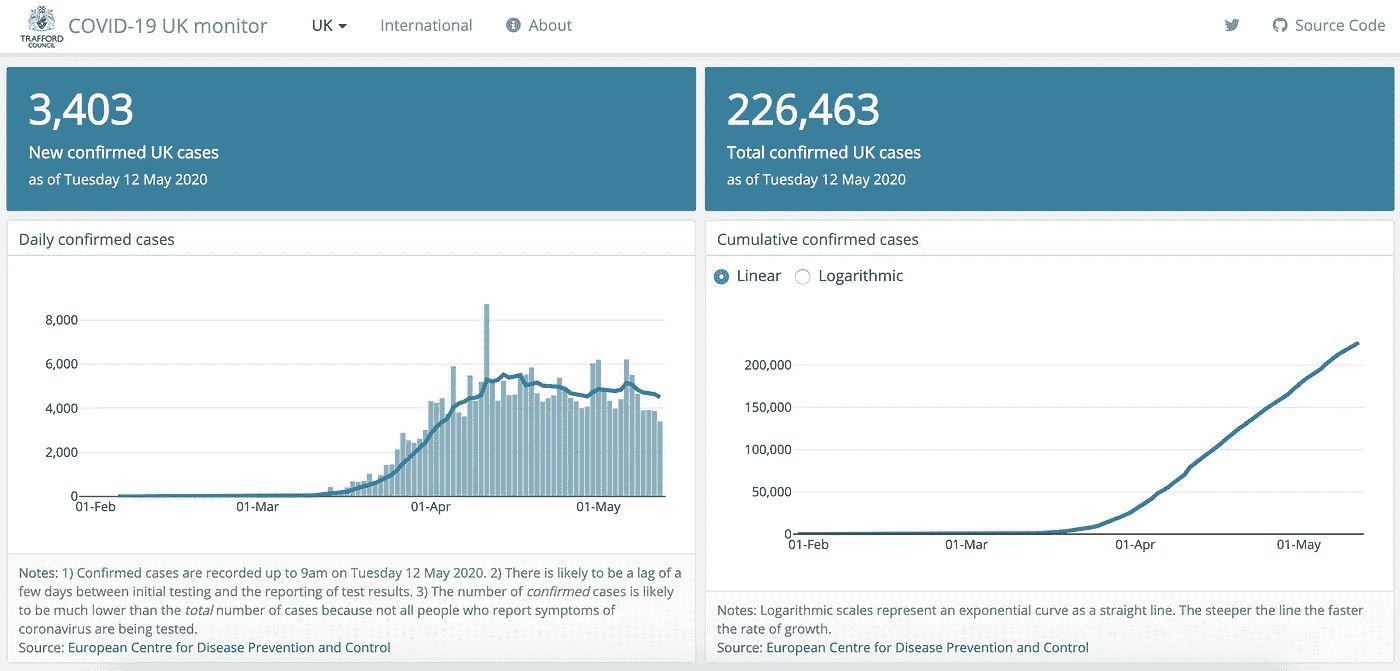 TRAFFORD
COUNCIL
COVID-19 UK monitor
UK
International
About
Source Code
3,403
New confirmed UK cases
as of Tuesday 12 May 2020
226,463
Total confirmed UK cases
as of Tuesday 12 May 2020
Daily confirmed cases
8,000
6,000
4,000
2,000
0
01-Feb
01-Mar
01-Apr
01-May
Notes: 1) Confirmed cases are recorded up to 9am on Tuesday 12 May 2020. 2) There is likely to be a lag of a
few days between initial testing and the reporting of test results. 3) The number of confirmed cases is likely
to be much lower than the total number of cases because not all people who report symptoms of
coronavirus are being tested.
Source: European Centre for Disease Prevention and Control
Cumulative confirmed cases
Linear
Logarithmic
200,000
150,000
100,000
50,000
0
01-Feb
01-Mar
01-Apr
01-May
Notes: Logarithmic scales represent an exponential curve as a straight line. The steeper the line the faster
the rate of growth.
Source: European Centre for Disease Prevention and Control